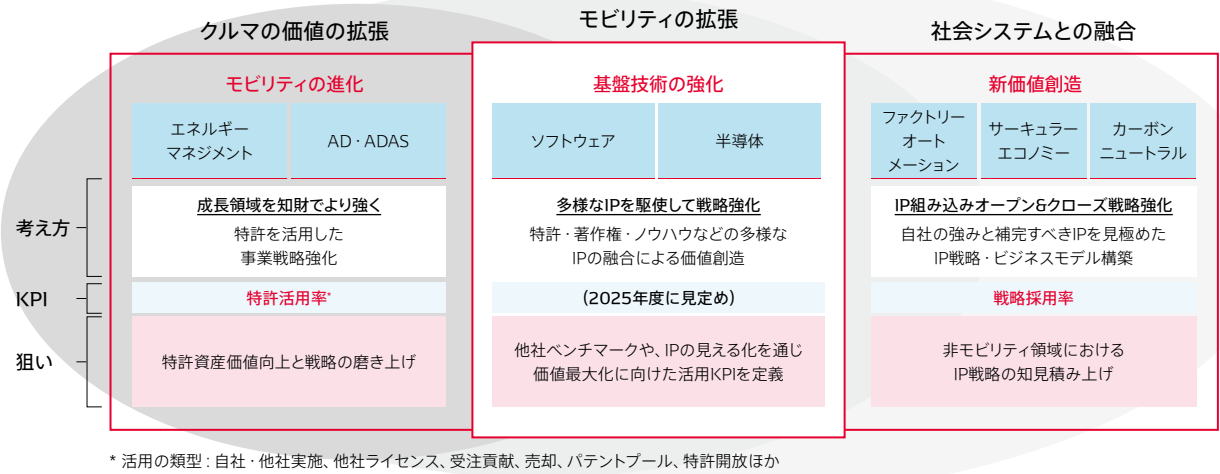 クルマの価値の拡張
モビリティの拡張
社会システムとの融合
モビリティの進化
基盤技術の強化
新価値創造
エネルギー
マネジメント
AD・ADAS
ソフトウェア
半導体
ファクトリー
オート
メーション
サーキュラー
エコノミー
カーボン
ニュートラル
考え方
成長領域を知財でより強く
特許を活用した
事業戦略強化
多様なIPを駆使して戦略強化
特許・著作権・ノウハウなどの多様な
IPの融合による価値創造
IP組み込みオープン&クローズ戦略強化
自社の強みと補完すべきIPを見極めた
IP戦略・ビジネスモデル構築
KPI
特許活用率*
(2025年度に見定め)
戦略採用率
狙い
特許資産価値向上と戦略の磨き上げ
他社ベンチマークや、IPの見える化を通じ
価値最大化に向けた活用KPIを定義
非モビリティ領域における
IP戦略の知見積み上げ
* 活用の類型：自社・他社実施、他社ライセンス、受注貢献、売却、パテントプール、特許開放ほか